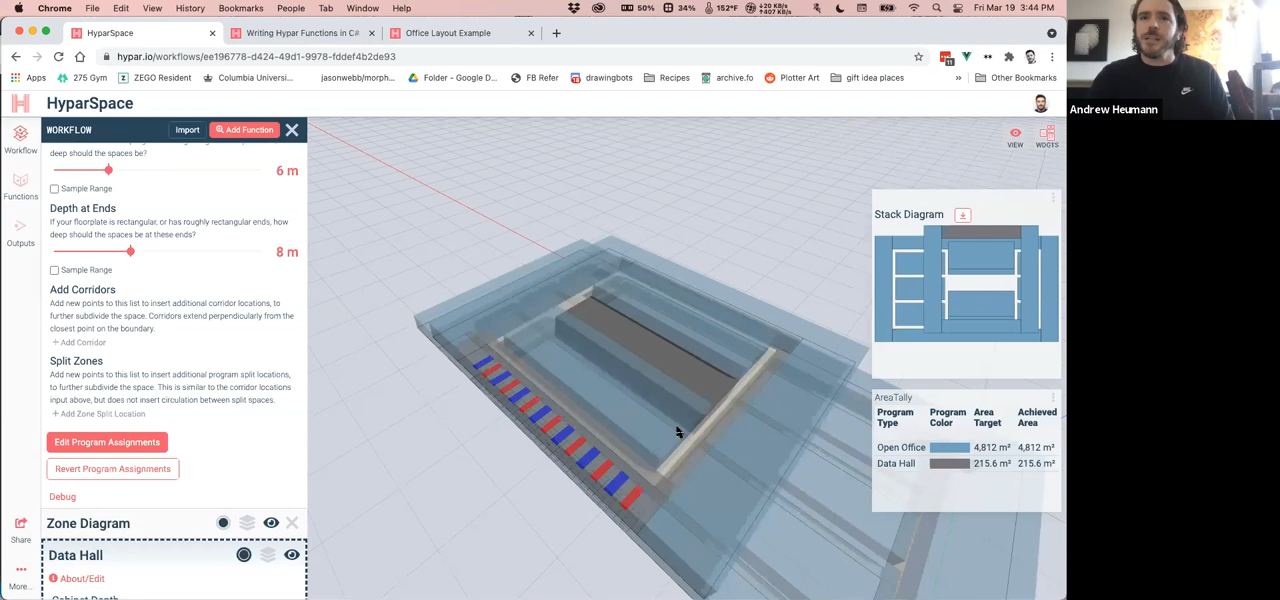 Chrome File Edit View History Bookmarks People Tab Window Help 50% 34% 152°F ↓20 KB/s ↑407 KB/s Fri Mar 19 3:44 PM
HyparSpace Writing Hypar Functions in C# Office Layout Example
hypar.io/workflows/ee196778-d424-49d1-9978-fddef4b2de93
Apps 275 Gym ZEGO Resident Columbia Universi... jasonwebb/morph... Folder - Google D... FB Refer drawingbots Recipes archive.fo Plotter Art gift idea places » Other Bookmarks
HyparSpace
Andrew Heumann
WORKFLOW Import Add Function
Workflow
Functions
Outputs
Share
More...
deep should the spaces be?
6 m
Sample Range
Depth at Ends
If your floorplate is rectangular, or has roughly rectangular ends, how
deep should the spaces be at these ends?
8 m
Sample Range
Add Corridors
Add new points to this list to insert additional corridor locations, to
further subdivide the space. Corridors extend perpendicularly from the
closest point on the boundary.
+ Add Corridor
Split Zones
Add new points to this list to insert additional program split locations,
to further subdivide the space. This is similar to the corridor locations
input above, but does not insert circulation between split spaces.
+ Add Zone Split Location
Edit Program Assignments
Revert Program Assignments
Debug
Zone Diagram
Data Hall
About/Edit
VIEW WDGTS
Stack Diagram
AreaTally
Program Type Program Color Area Target Achieved Area
Open Office 4,812 m² 4,812 m²
Data Hall 215.6 m² 215.6 m²